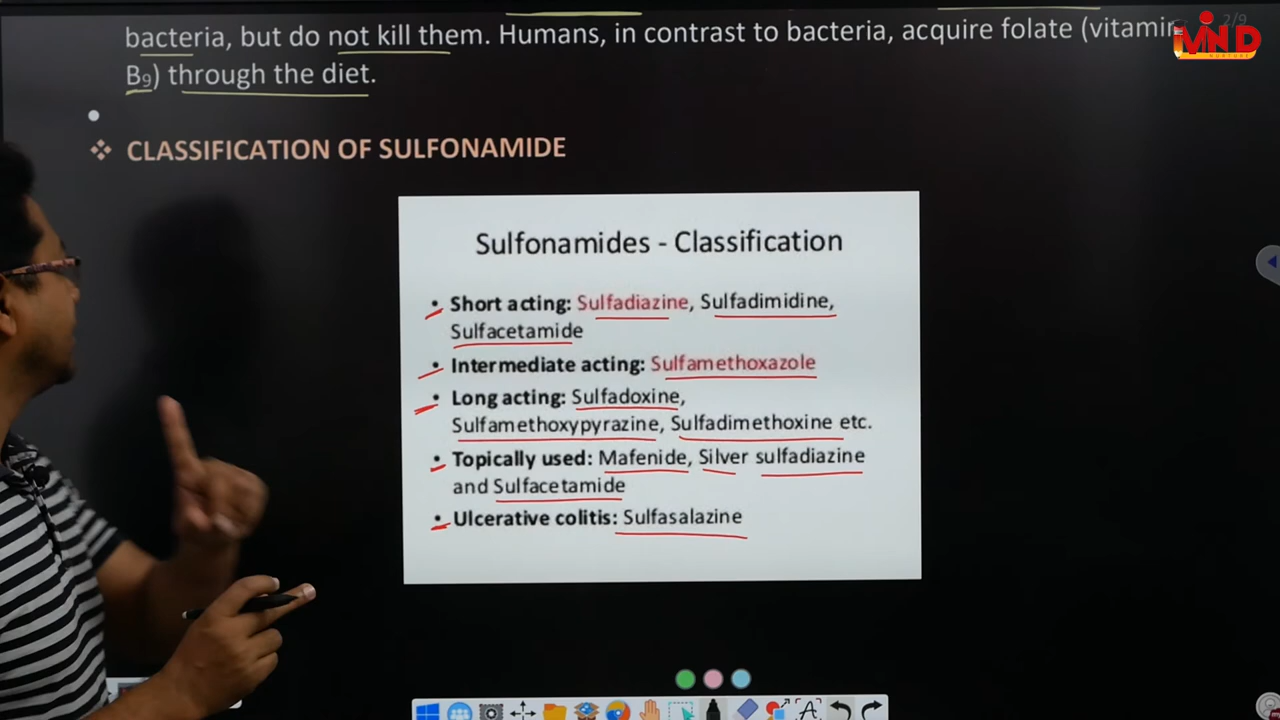 2/9
bacteria, but do not kill them. Humans, in contrast to bacteria, acquire folate (vitamin
B₉) through the diet.
CLASSIFICATION OF SULFONAMIDE
Sulfonamides - Classification
• Short acting: Sulfadiazine, Sulfadimidine,
Sulfacetamide
• Intermediate acting: Sulfamethoxazole
• Long acting: Sulfadoxine,
Sulfamethoxypyrazine, Sulfadimethoxine etc.
• Topically used: Mafenide, Silver sulfadiazine
and Sulfacetamide
• Ulcerative colitis: Sulfasalazine